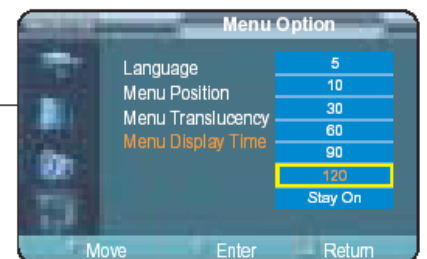 Menu Option
Language
Menu Position
Menu Translucency
Menu Display Time
5
10
30
60
90
120
Stay On
Move Enter Return